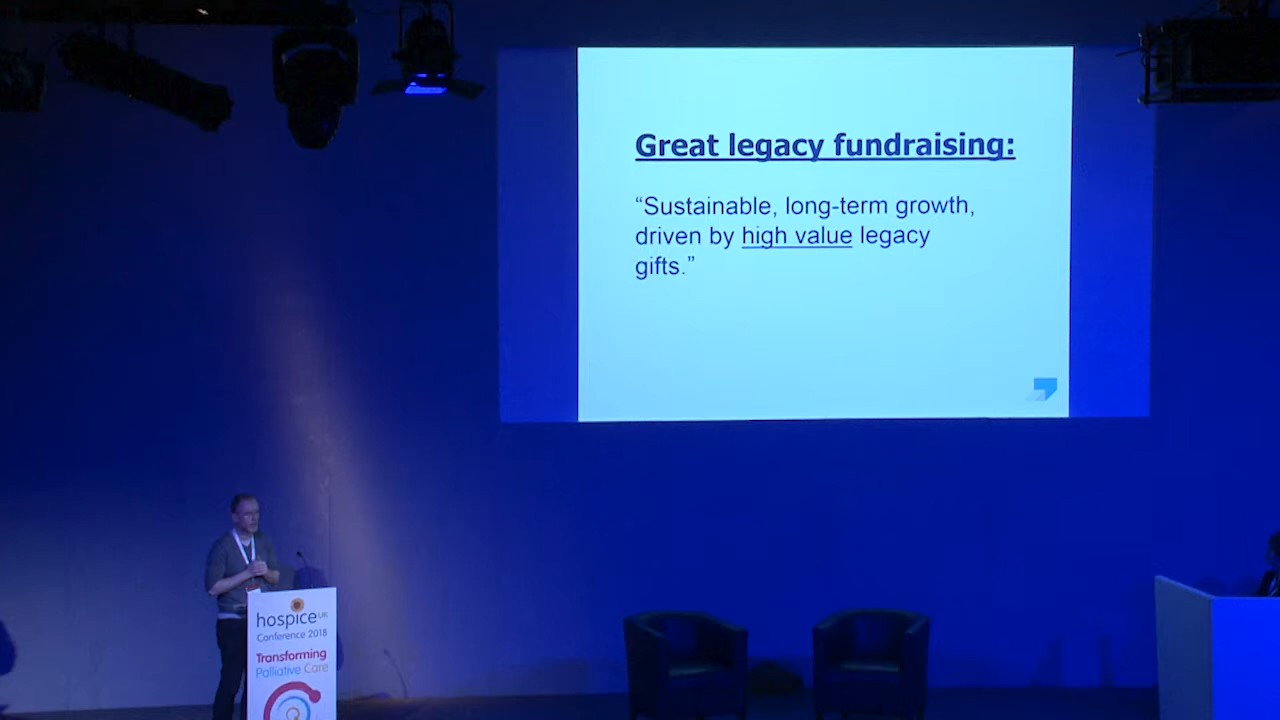 Great legacy fundraising:
“Sustainable, long-term growth,
driven by high value legacy
gifts.”
hospice UK
Conference 2018
Transforming
Palliative Care